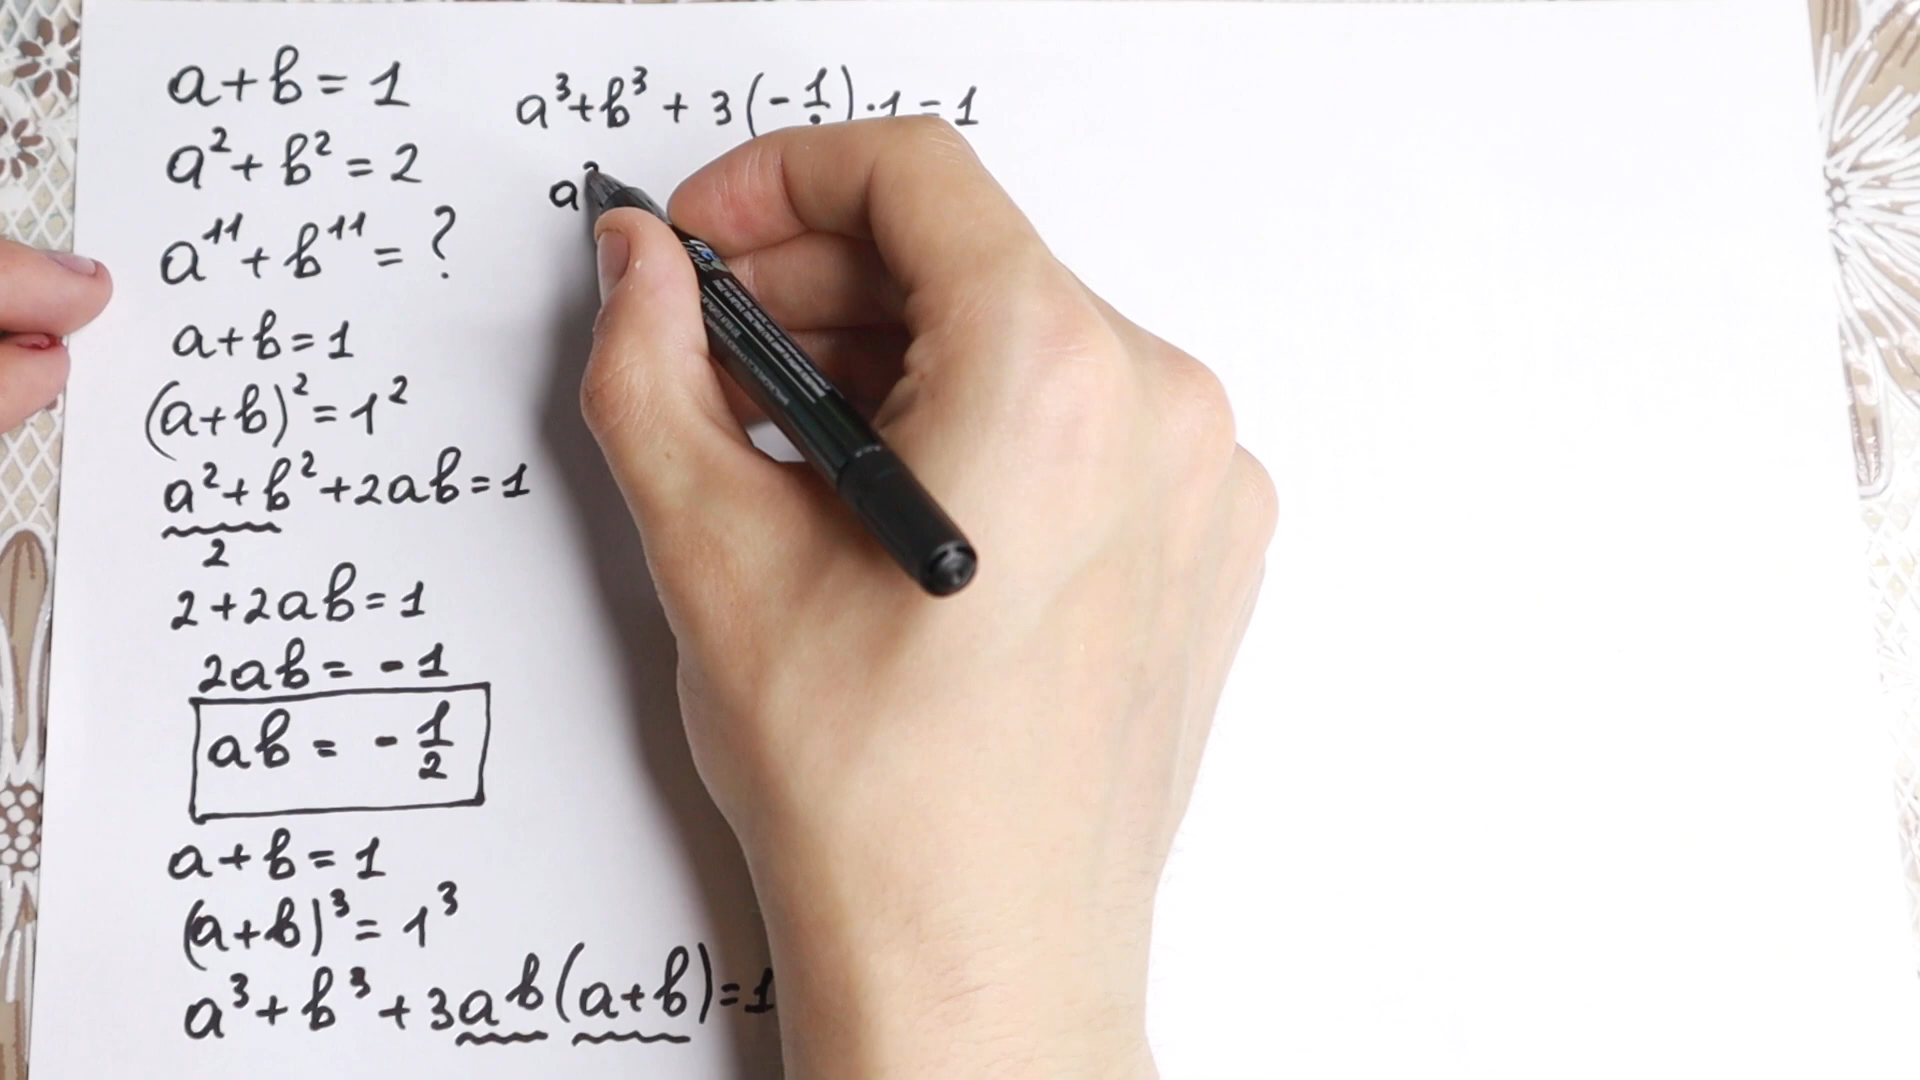 a+b=1
a²+b²=2
a¹¹+b¹¹=?
a+b=1
(a+b)²=1²
a²+b²+2ab=1
2
2+2ab=1
2ab=-1
ab=-1/2
a+b=1
(a+b)³=1³
a³+b³+3ab(a+b)=1
a³+b³+3(-1/)·1=1
a